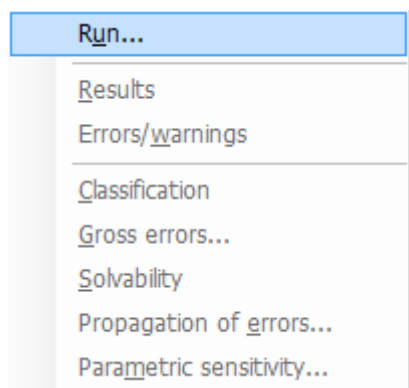 Run...
Results
Errors/warnings
Classification
Gross errors...
Solvability
Propagation of errors...
Parametric sensitivity...